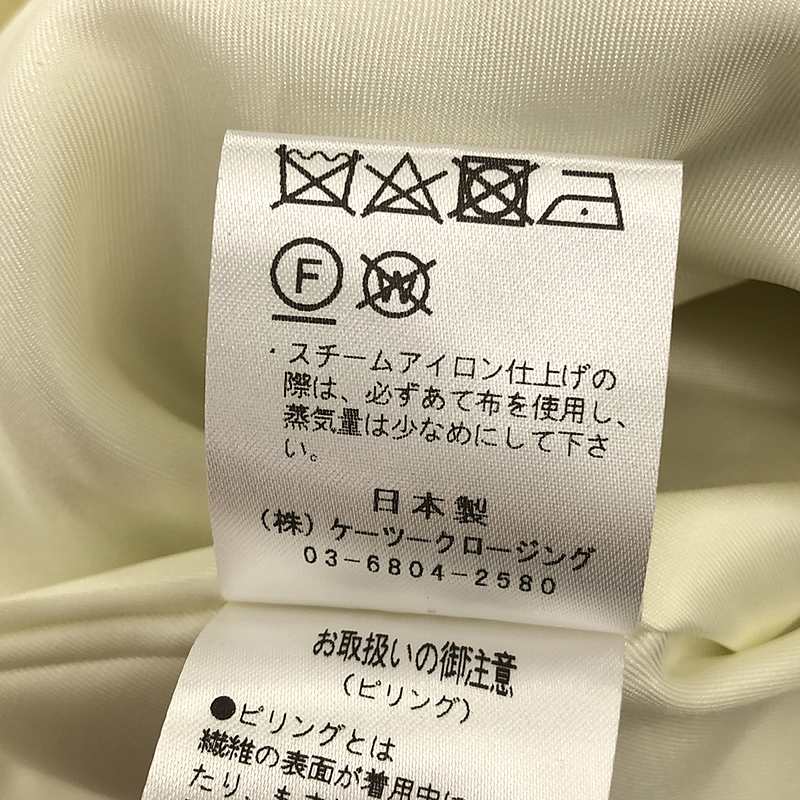 F W
・スチームアイロン仕上げの
際は、必ずあて布を使用し、
蒸気量は少なめにして下さ
い。
日本製
(株)ケーツークロージング
03-6804-2580
お取扱いの御注意
(ピリング)
●ピリングとは
繊維の表面が着用中に
たり、